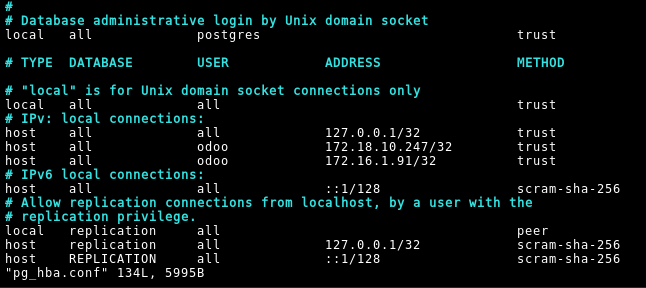 #
# Database administrative login by Unix domain socket
local   all             postgres                                trust
# TYPE  DATABASE        USER            ADDRESS                 METHOD
# "local" is for Unix domain socket connections only
local   all             all                                     trust
# IPv: local connections:
host    all             all             127.0.0.1/32            trust
host    all             odoo            172.18.10.247/32        trust
host    all             odoo            172.16.1.91/32          trust
# IPv6 local connections:
host    all             all             ::1/128                 scram-sha-256
# Allow replication connections from localhost, by a user with the
# replication privilege.
local   replication     all                                     peer
host    replication     all             127.0.0.1/32            scram-sha-256
host    REPLICATION     all             ::1/128                 scram-sha-256
"pg_hba.conf" 134L, 5995B